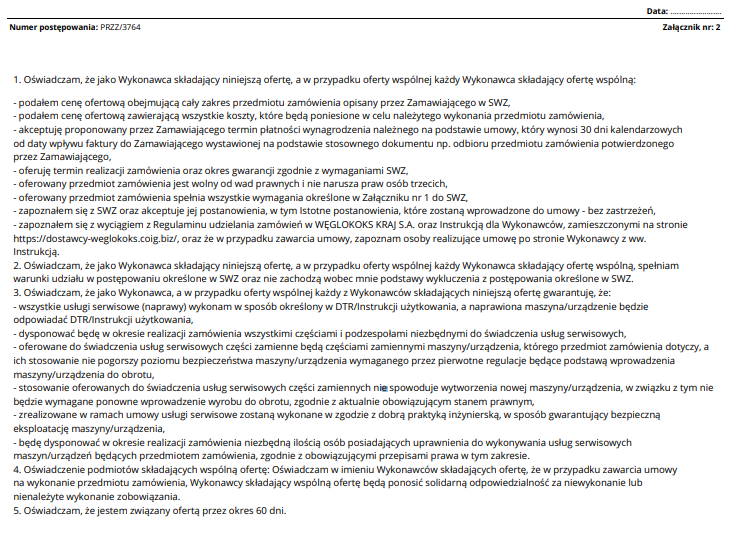 Data: ........................
Numer postępowania: PRZZ/3764
Załącznik nr: 2
1. Oświadczam, że jako Wykonawca składający niniejszą ofertę, a w przypadku oferty wspólnej każdy Wykonawca składający ofertę wspólną:
- podałem cenę ofertową obejmującą cały zakres przedmiotu zamówienia opisany przez Zamawiającego w SWZ,
- podałem cenę ofertową zawierającą wszystkie koszty, które będą poniesione w celu należytego wykonania przedmiotu zamówienia,
- akceptuję proponowany przez Zamawiającego termin płatności wynagrodzenia należnego na podstawie umowy, który wynosi 30 dni kalendarzowych
od daty wpływu faktury do Zamawiającego wystawionej na podstawie stosownego dokumentu np. odbioru przedmiotu zamówienia potwierdzonego
przez Zamawiającego,
- oferuję termin realizacji zamówienia oraz okres gwarancji zgodnie z wymaganiami SWZ,
- oferowany przedmiot zamówienia jest wolny od wad prawnych i nie narusza praw osób trzecich,
- oferowany przedmiot zamówienia spełnia wszystkie wymagania określone w Załączniku nr 1 do SWZ,
- zapoznałem się z SWZ oraz akceptuje jej postanowienia, w tym Istotne postanowienia, które zostaną wprowadzone do umowy - bez zastrzeżeń,
- zapoznałem się z wyciągiem z Regulaminu udzielania zamówień w WĘGLOKOKS KRAJ S.A. oraz Instrukcją dla Wykonawców, zamieszczonymi na stronie
https://dostawcy-weglokoks.coig.biz/, oraz że w przypadku zawarcia umowy, zapoznam osoby realizujące umowę po stronie Wykonawcy z ww.
Instrukcją.
2. Oświadczam, że jako Wykonawca składający niniejszą ofertę, a w przypadku oferty wspólnej każdy Wykonawca składający ofertę wspólną, spełniam
warunki udziału w postępowaniu określone w SWZ oraz nie zachodzą wobec mnie podstawy wykluczenia z postępowania określone w SWZ.
3. Oświadczam, że jako Wykonawca, a w przypadku oferty wspólnej każdy z Wykonawców składających niniejszą ofertę gwarantuję, że:
- wszystkie usługi serwisowe (naprawy) wykonam w sposób określony w DTR/Instrukcji użytkowania, a naprawiona maszyna/urządzenie będzie
odpowiadać DTR/Instrukcji użytkowania,
- dysponować będę w okresie realizacji zamówienia wszystkimi częściami i podzespołami niezbędnymi do świadczenia usług serwisowych,
- oferowane do świadczenia usług serwisowych części zamienne będą częściami zamiennymi maszyny/urządzenia, którego przedmiot zamówienia dotyczy, a
ich stosowanie nie pogorszy poziomu bezpieczeństwa maszyny/urządzenia wymaganego przez pierwotne regulacje będące podstawą wprowadzenia
maszyny/urządzenia do obrotu,
- stosowanie oferowanych do świadczenia usług serwisowych części zamiennych nie spowoduje wytworzenia nowej maszyny/urządzenia, w związku z tym nie
będzie wymagane ponowne wprowadzenie wyrobu do obrotu, zgodnie z aktualnie obowiązującym stanem prawnym,
- zrealizowane w ramach umowy usługi serwisowe zostaną wykonane w zgodzie z dobrą praktyką inżynierską, w sposób gwarantujący bezpieczną
eksploatację maszyny/urządzenia,
- będę dysponować w okresie realizacji zamówienia niezbędną ilością osób posiadających uprawnienia do wykonywania usług serwisowych
maszyn/urządzeń będących przedmiotem zamówienia, zgodnie z obowiązującymi przepisami prawa w tym zakresie.
4. Oświadczenie podmiotów składających wspólną ofertę: Oświadczam w imieniu Wykonawców składających ofertę, że w przypadku zawarcia umowy
na wykonanie przedmiotu zamówienia, Wykonawcy składający wspólną ofertę będą ponosić solidarną odpowiedzialność za niewykonanie lub
nienależyte wykonanie zobowiązania.
5. Oświadczam, że jestem związany ofertą przez okres 60 dni.